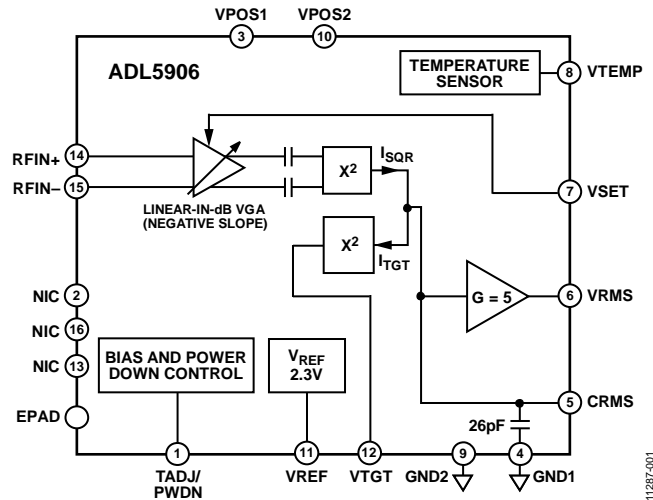 VPOS1 VPOS2
3 10
ADL5906
TEMPERATURE
SENSOR
8 VTEMP
RFIN+ 14
RFIN– 15
X²
ISQR
LINEAR-IN-dB VGA
(NEGATIVE SLOPE)
7 VSET
X²
ITGT
NIC 2
NIC 16
NIC 13
EPAD
G = 5
6 VRMS
BIAS AND POWER
DOWN CONTROL
VREF
2.3V
26pF
5 CRMS
1 11 12 9 4
TADJ/
PWDN
VREF VTGT GND2 GND1
11287-001